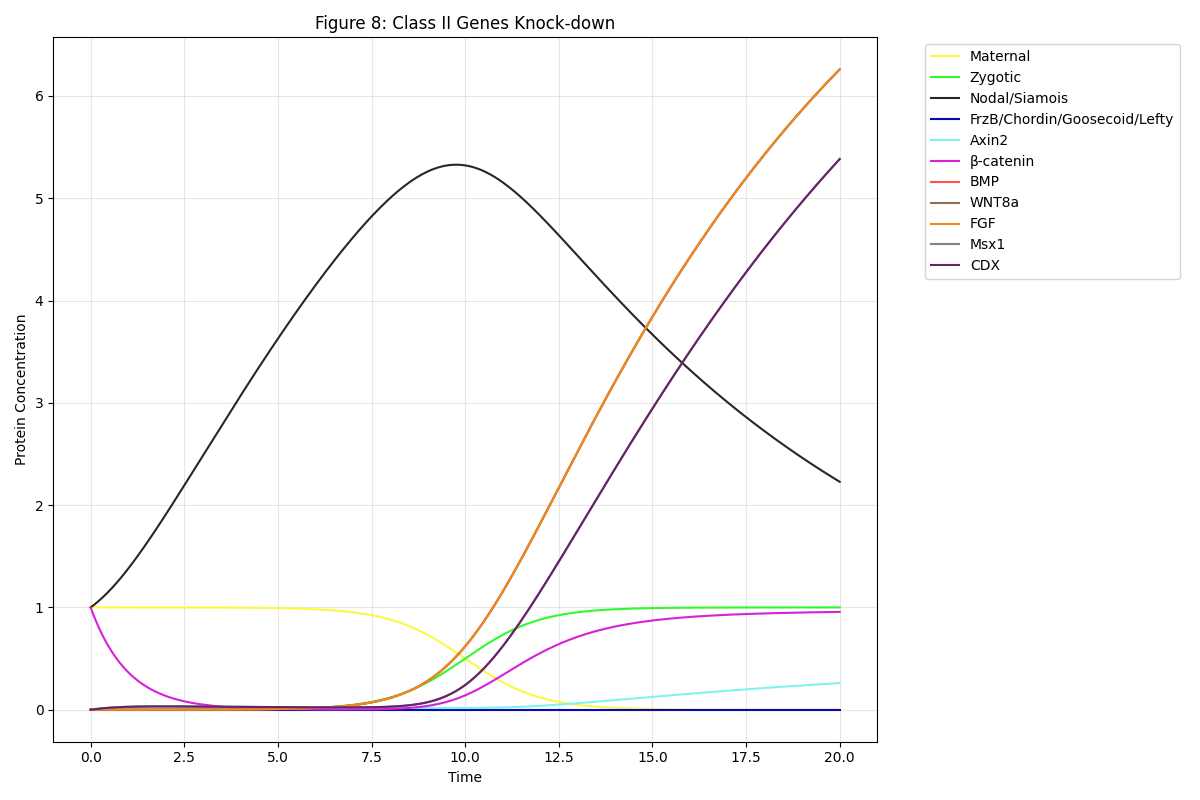 Figure 8: Class II Genes Knock-down
Maternal
Zygotic
Nodal/Siamois
FrzB/Chordin/Goosecoid/Lefty
Axin2
β-catenin
BMP
WNT8a
FGF
Msx1
CDX
Protein Concentration
6
5
4
3
2
1
0
0.0 2.5 5.0 7.5 10.0 12.5 15.0 17.5 20.0
Time